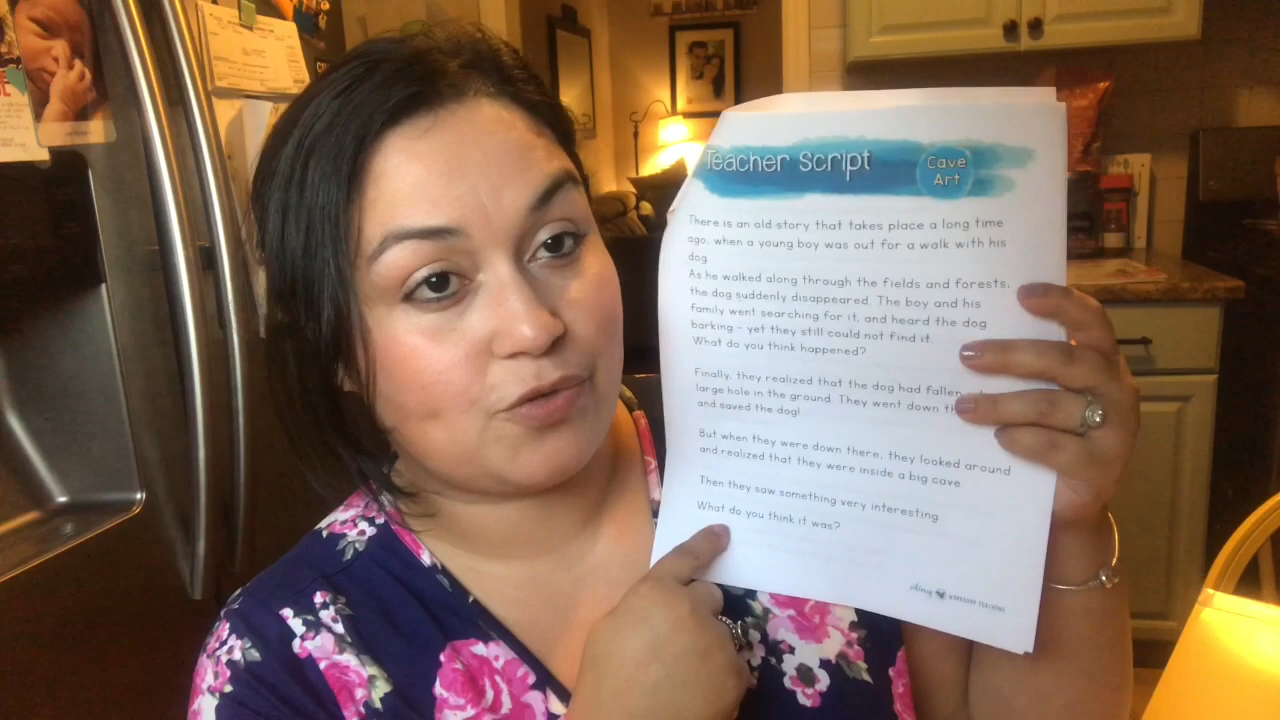 Teacher Script
Cave
Art
There is an old story that takes place a long time
ago, when a young boy was out for a walk with his
dog.
As he walked along through the fields and forests,
the dog suddenly disappeared. The boy and his
family went searching for it, and heard the dog
barking - yet they still could not find it.
What do you think happened?
Finally, they realized that the dog had fallen
large hole in the ground. They went down
and saved the dog!
But when they were down there, they looked around
and realized that they were inside a big cave.
Then they saw something very interesting
What do you think it was?
whimsy WORKSHOP TEACHING